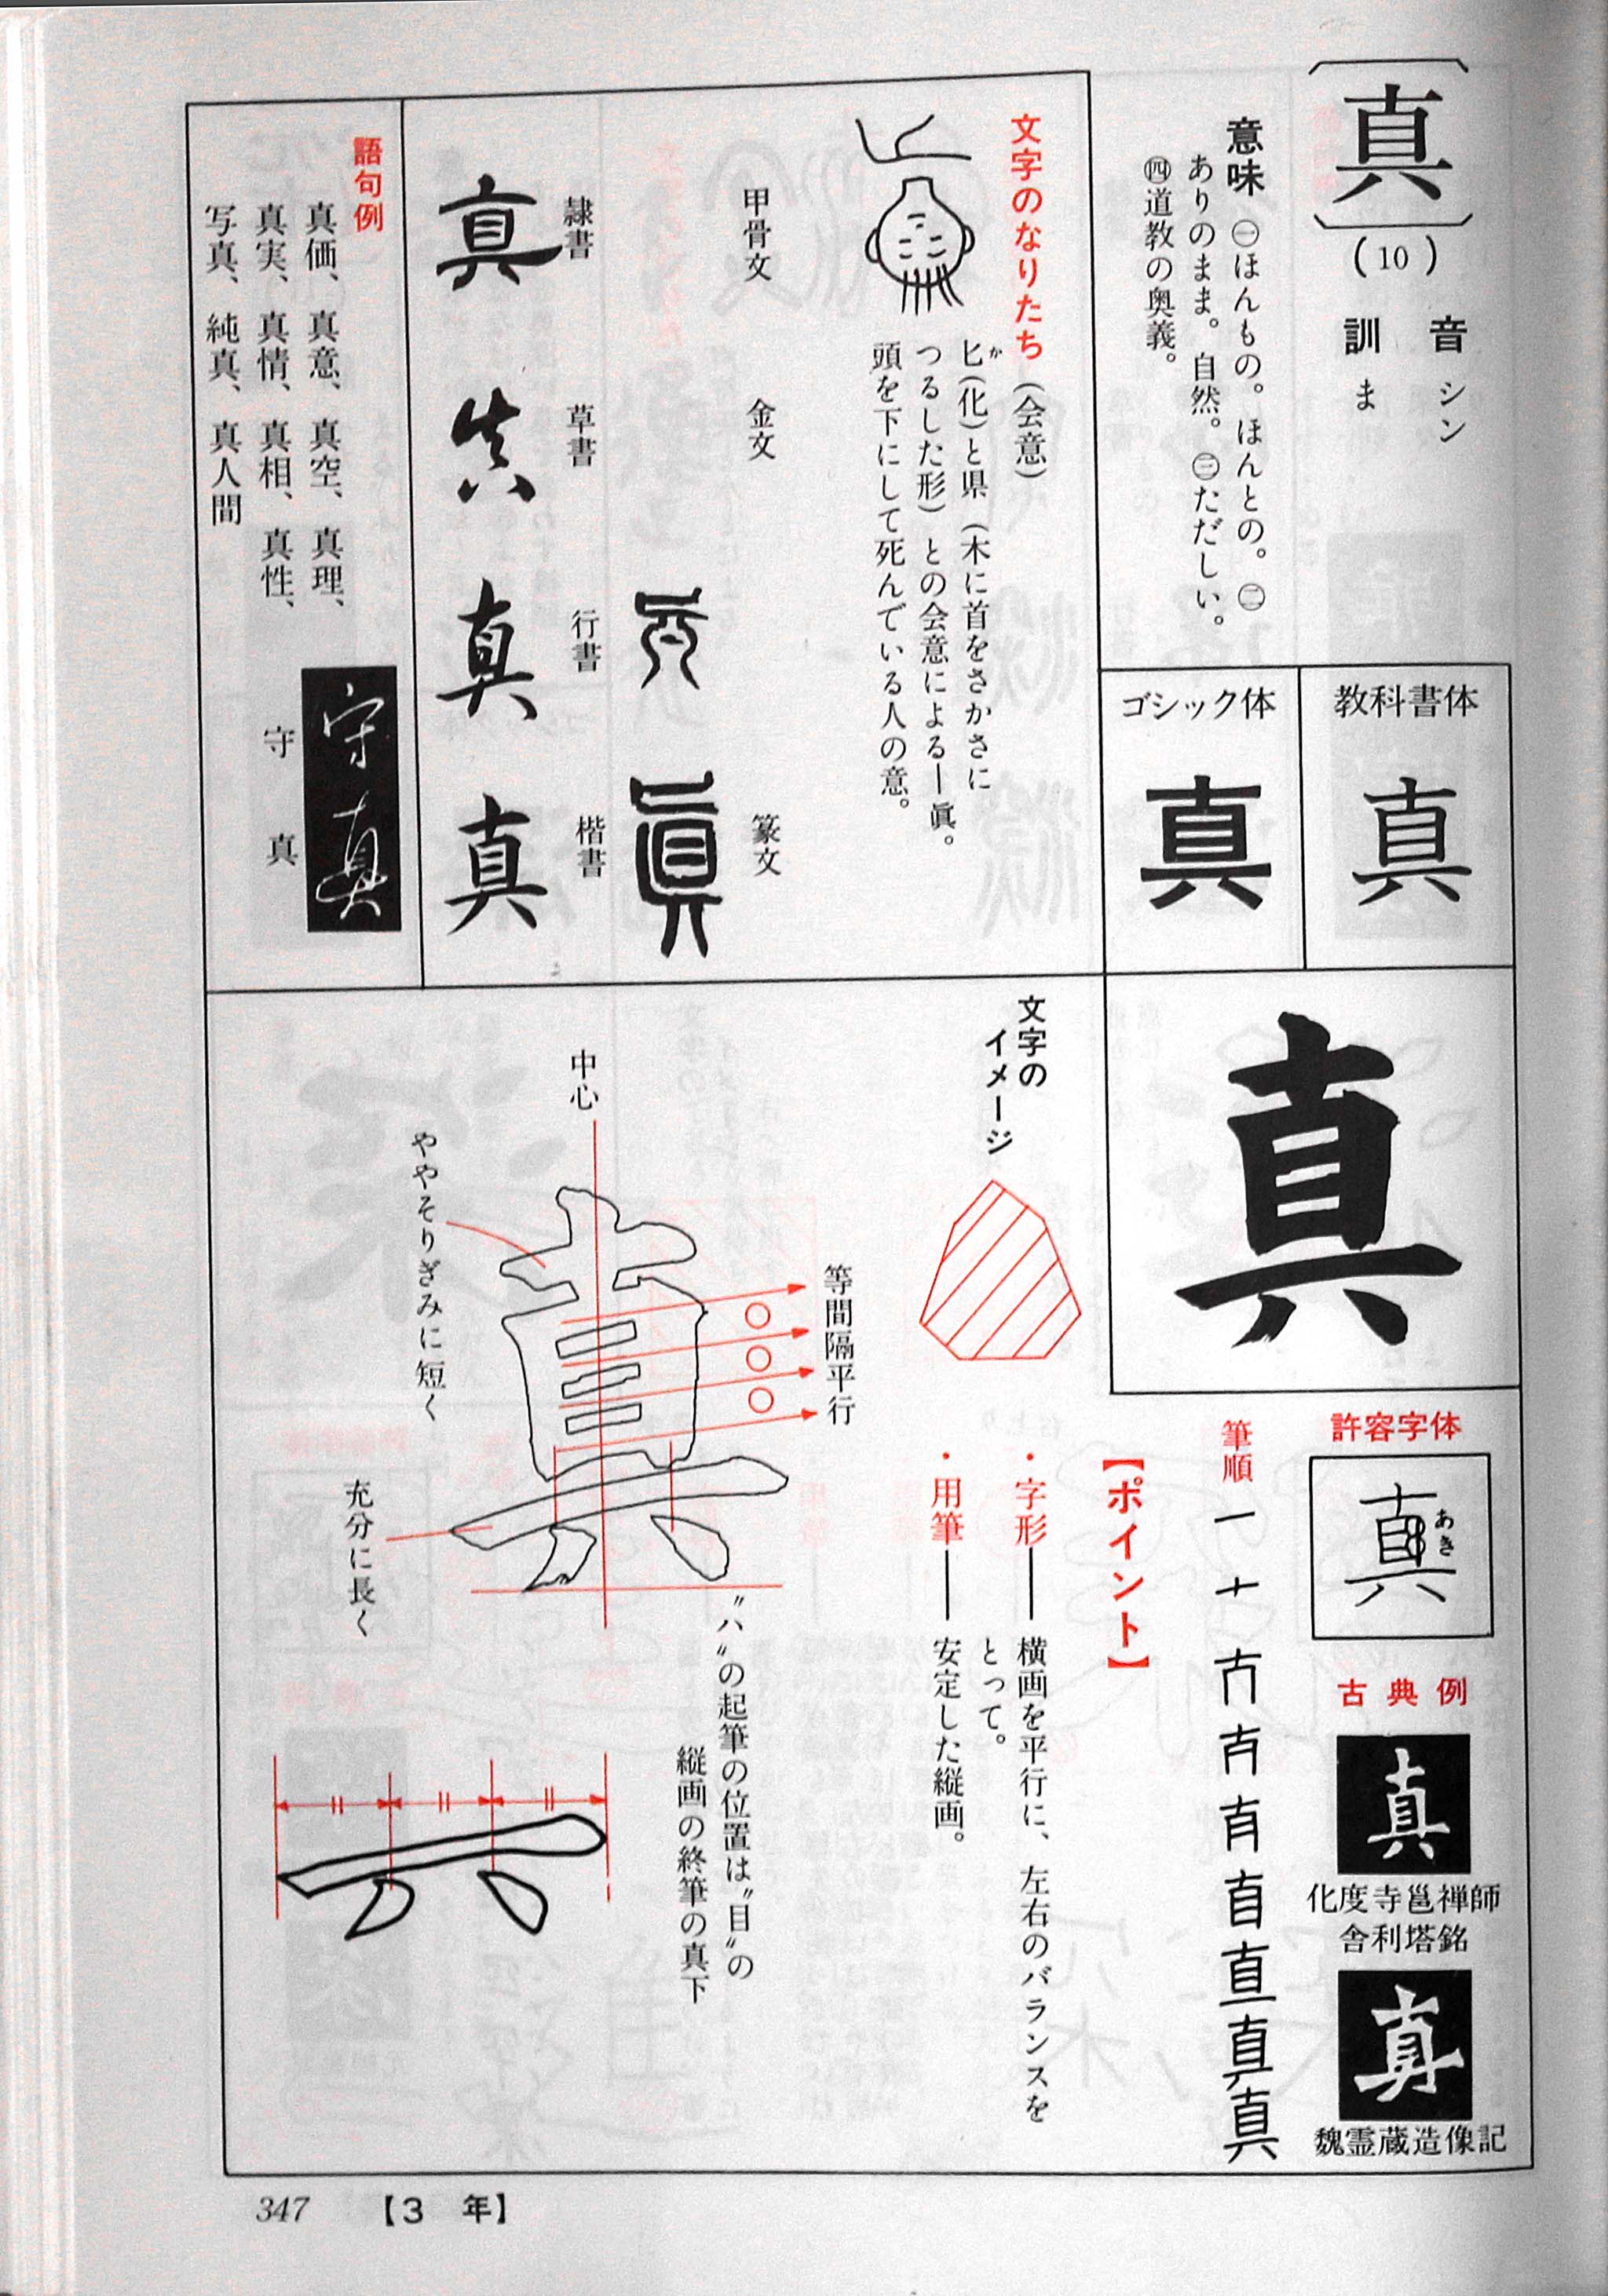 〔真〕(10)
音 シン
訓 ま
意味 ㊀ほんもの。ほんとの。㊁
ありのまま。自然。㊂ただしい。
㊃道教の奥義。
教科書体
真
ゴシック体
真
真
文字のなりたち (会意)
匕(化)と県(木に首をさかさに
か
つるした形)との会意による—眞。
頭を下にして死んでいる人の意。
甲骨文
金文
篆文
隷書
真
草書
真
行書
真
楷書
真
語句例
真価、真意、真空、真理、
真実、真情、真相、真性、
写真、純真、真人間
守真
守真
許容字体
真
あき
古典例
真
化度寺邕禅師
舎利塔銘
真
魏霊蔵造像記
筆順
真
【ポイント】
・字形——横画を平行に、左右のバランスを
とって。
・用筆——安定した縦画。
文字の
イメージ
等間隔平行
中心
ややそりぎみに短く
充分に長く
〝ハ〟の起筆の位置は〝目〟の
縦画の終筆の真下
347 【3 年】